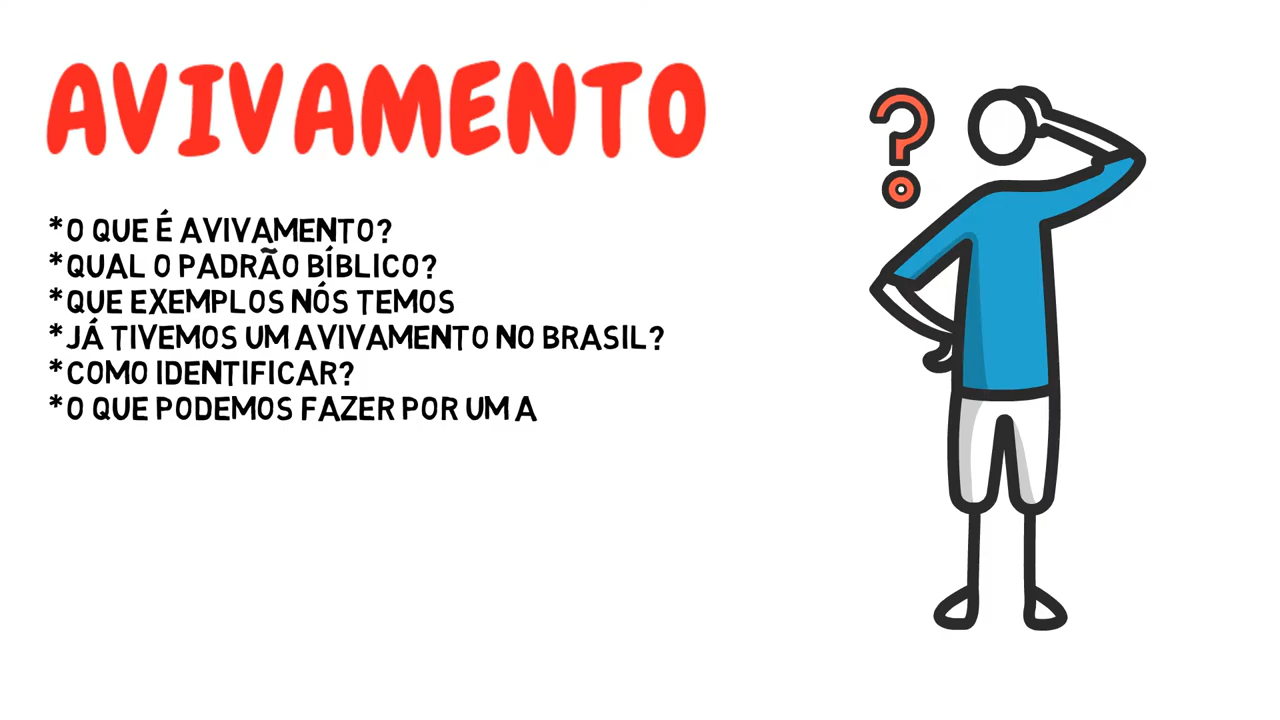 AVIVAMENTO
*O QUE É AVIVAMENTO?
*QUAL O PADRÃO BÍBLICO?
*QUE EXEMPLOS NÓS TEMOS
*JÁ TIVEMOS UM AVIVAMENTO NO BRASIL?
*COMO IDENTIFICAR?
*O QUE PODEMOS FAZER POR UM A
?